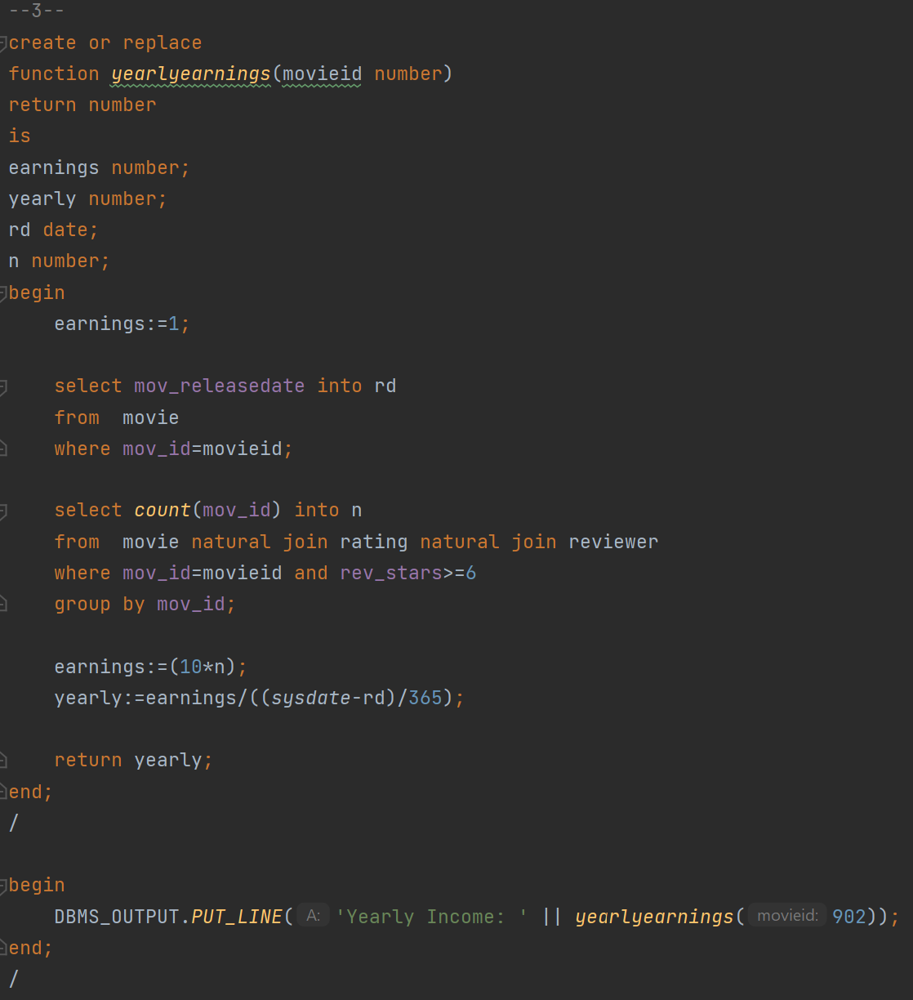 --3--
create or replace
function yearlyearnings(movieid number)
return number
is
earnings number;
yearly number;
rd date;
n number;
begin
    earnings:=1;

    select mov_releasedate into rd
    from  movie
    where mov_id=movieid;

    select count(mov_id) into n
    from  movie natural join rating natural join reviewer
    where mov_id=movieid and rev_stars>=6
    group by mov_id;

    earnings:=(10*n);
    yearly:=earnings/((sysdate-rd)/365);

    return yearly;
end;
/

begin
    DBMS_OUTPUT.PUT_LINE( A: 'Yearly Income: ' || yearlyearnings( movieid: 902));
end;
/